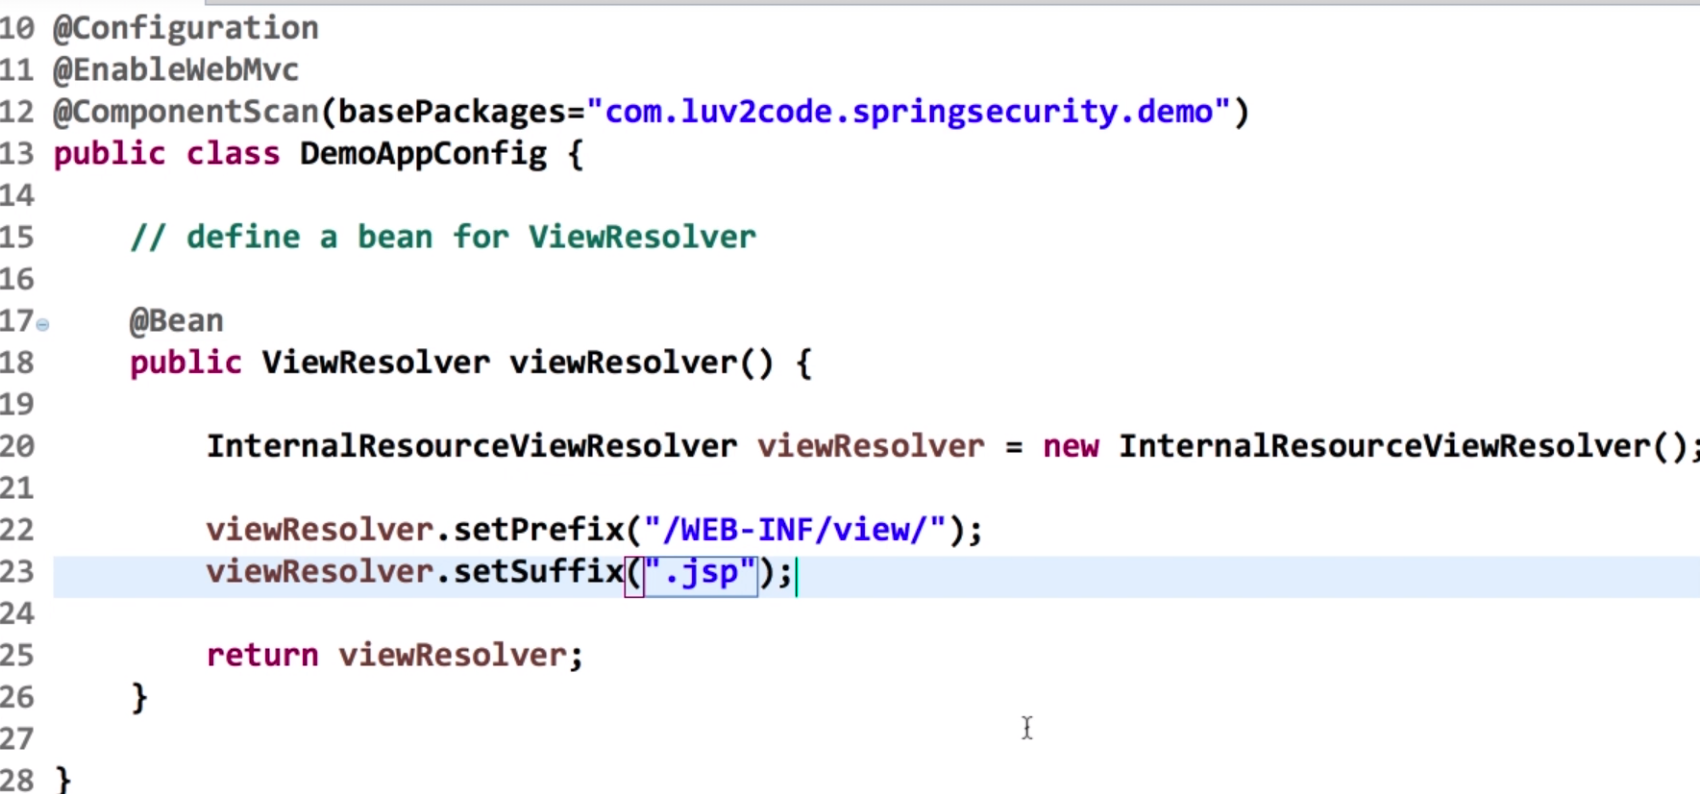 10 @Configuration
11 @EnableWebMvc
12 @ComponentScan(basePackages="com.luv2code.springsecurity.demo")
13 public class DemoAppConfig {
14
15 // define a bean for ViewResolver
16
17 @Bean
18 public ViewResolver viewResolver() {
19
20 InternalResourceViewResolver viewResolver = new InternalResourceViewResolver();
21
22 viewResolver.setPrefix("/WEB-INF/view/");
23 viewResolver.setSuffix(".jsp");
24
25 return viewResolver;
26 }
27
28 }